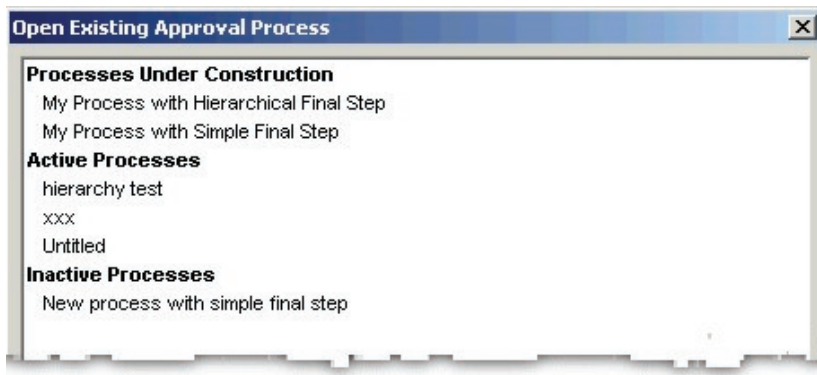 Open Existing Approval Process
Processes Under Construction
My Process with Hierarchical Final Step
My Process with Simple Final Step
Active Processes
hierarchy test
xxx
Untitled
Inactive Processes
New process with simple final step